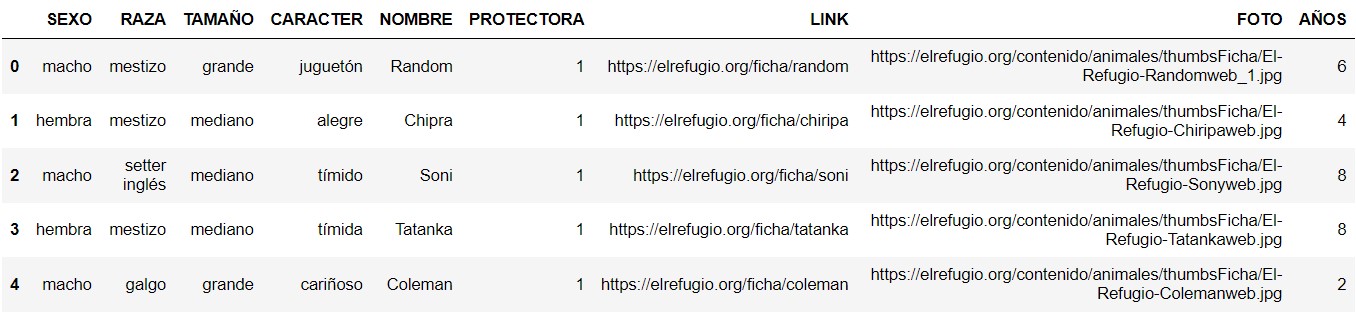 SEXO RAZA TAMAÑO CARACTER NOMBRE PROTECTORA LINK FOTO AÑOS
0 macho mestizo grande juguetón Random 1 https://elrefugio.org/ficha/random https://elrefugio.org/contenido/animales/thumbsFicha/El-
Refugio-Randomweb_1.jpg 6
1 hembra mestizo mediano alegre Chipra 1 https://elrefugio.org/ficha/chiripa https://elrefugio.org/contenido/animales/thumbsFicha/El-
Refugio-Chiripaweb.jpg 4
2 macho setter
inglés mediano tímido Soni 1 https://elrefugio.org/ficha/soni https://elrefugio.org/contenido/animales/thumbsFicha/El-
Refugio-Sonyweb.jpg 8
3 hembra mestizo mediano tímida Tatanka 1 https://elrefugio.org/ficha/tatanka https://elrefugio.org/contenido/animales/thumbsFicha/El-
Refugio-Tatankaweb.jpg 8
4 macho galgo grande cariñoso Coleman 1 https://elrefugio.org/ficha/coleman https://elrefugio.org/contenido/animales/thumbsFicha/El-
Refugio-Colemanweb.jpg 2